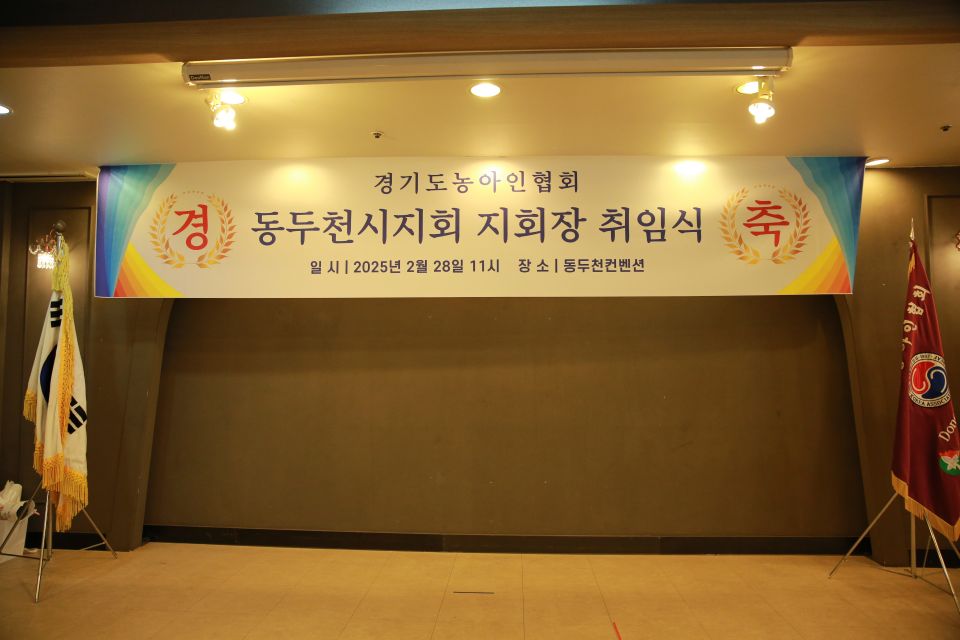 경기도농아인협회
경 동두천시지회 지회장 취임식 축
일 시 | 2025년 2월 28일 11시 장 소 | 동두천컨벤션